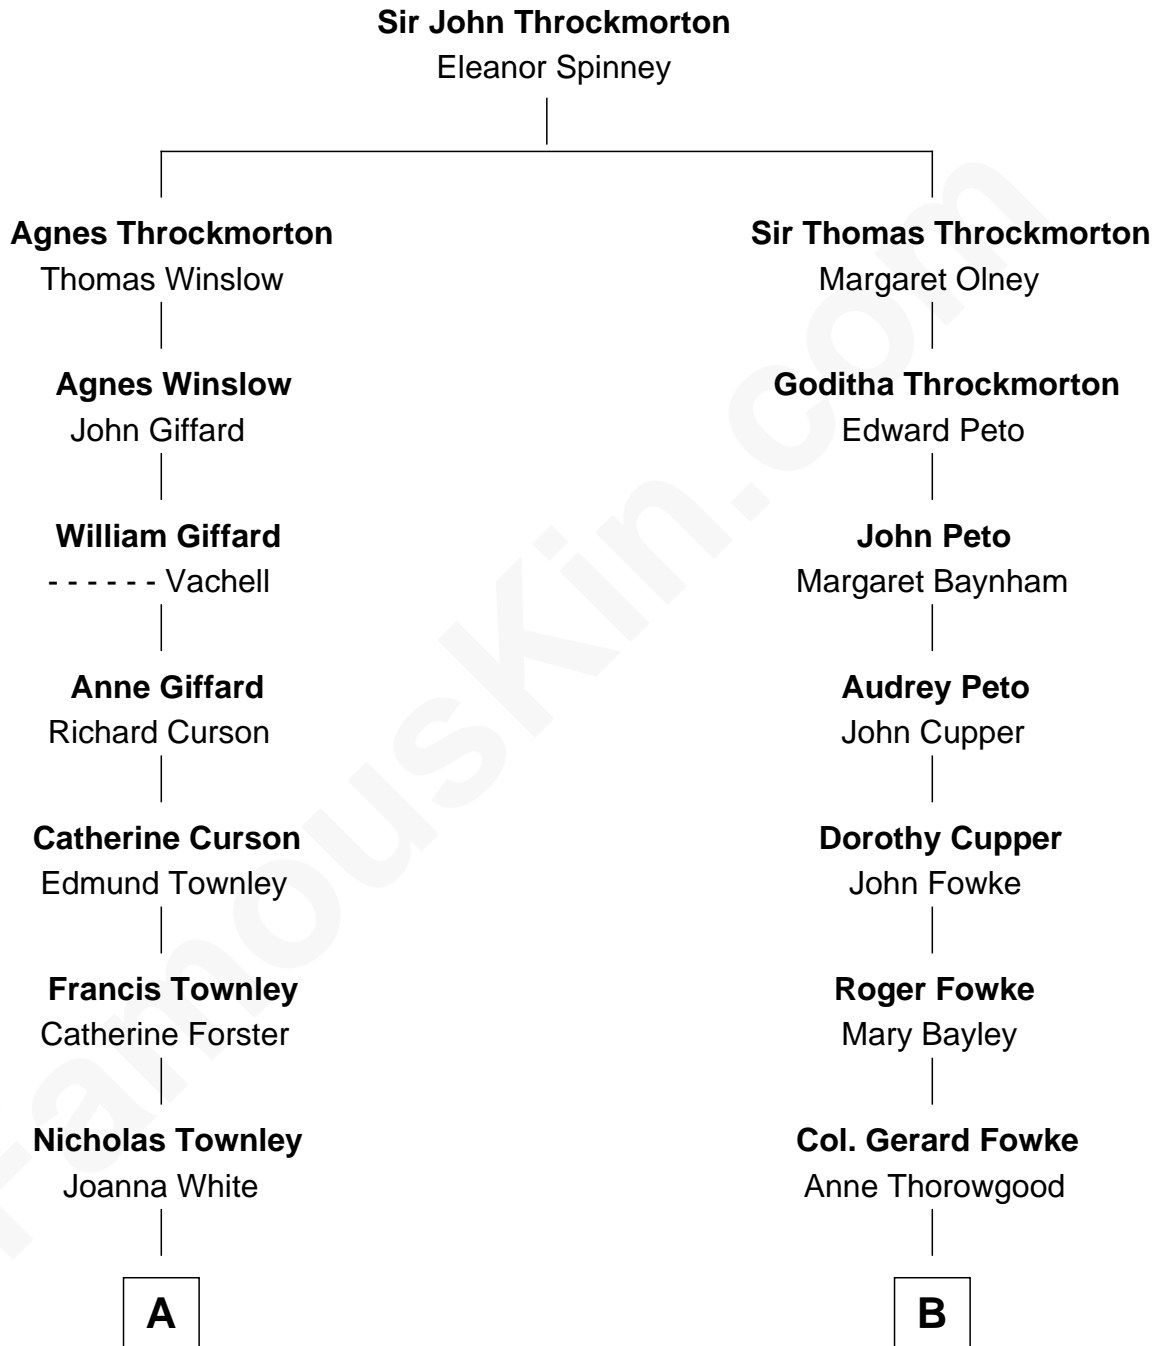 Sir John Throckmorton
Eleanor Spinney
Agnes Throckmorton
Thomas Winslow
Agnes Winslow
John Giffard
William Giffard
- - - - - - Vachell
Anne Giffard
Richard Curson
Catherine Curson
Edmund Townley
Francis Townley
Catherine Forster
Nicholas Townley
Joanna White
A
Sir Thomas Throckmorton
Margaret Olney
Goditha Throckmorton
Edward Peto
John Peto
Margaret Baynham
Audrey Peto
John Cupper
Dorothy Cupper
John Fowke
Roger Fowke
Mary Bayley
Col. Gerard Fowke
Anne Thorowgood
B
FamousKin.com